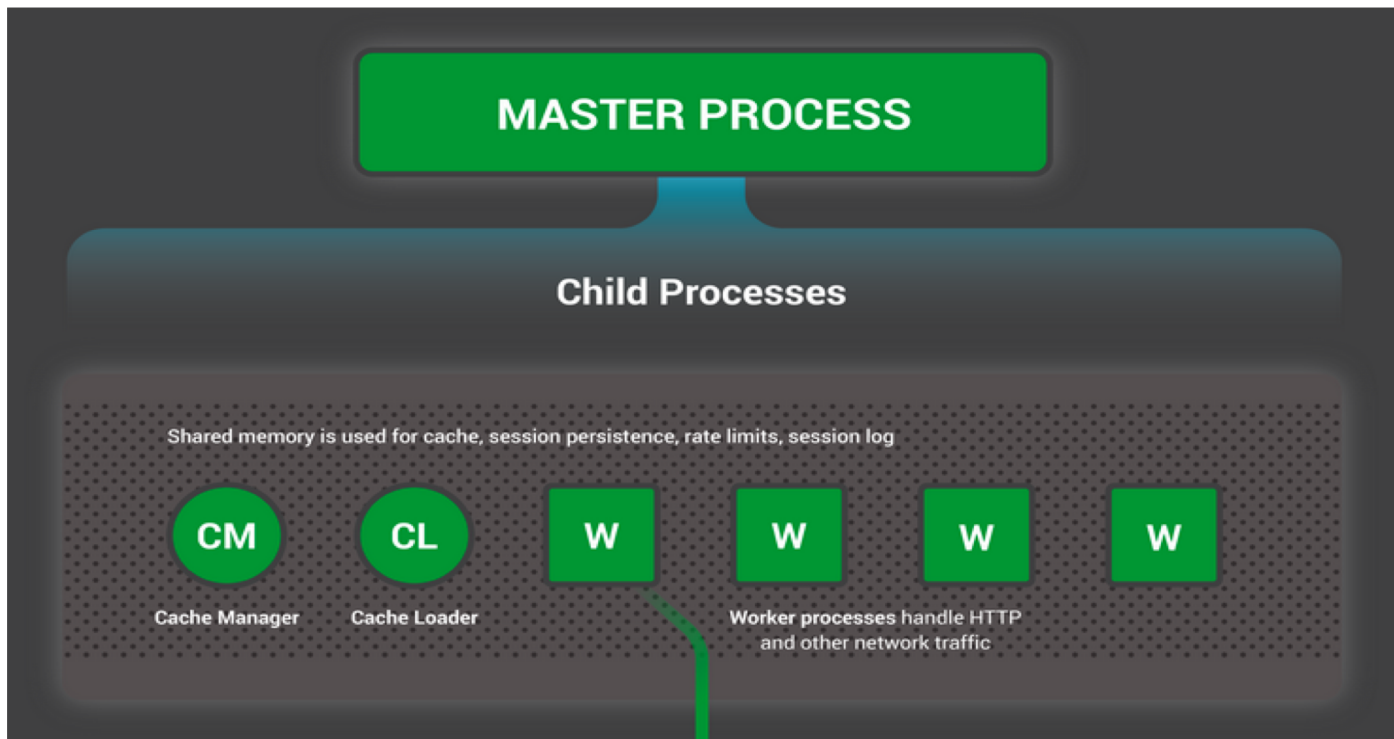 MASTER PROCESS
Child Processes
Shared memory is used for cache, session persistence, rate limits, session log
CM
CL
W
W
W
W
Cache Manager
Cache Loader
Worker processes handle HTTP
and other network traffic